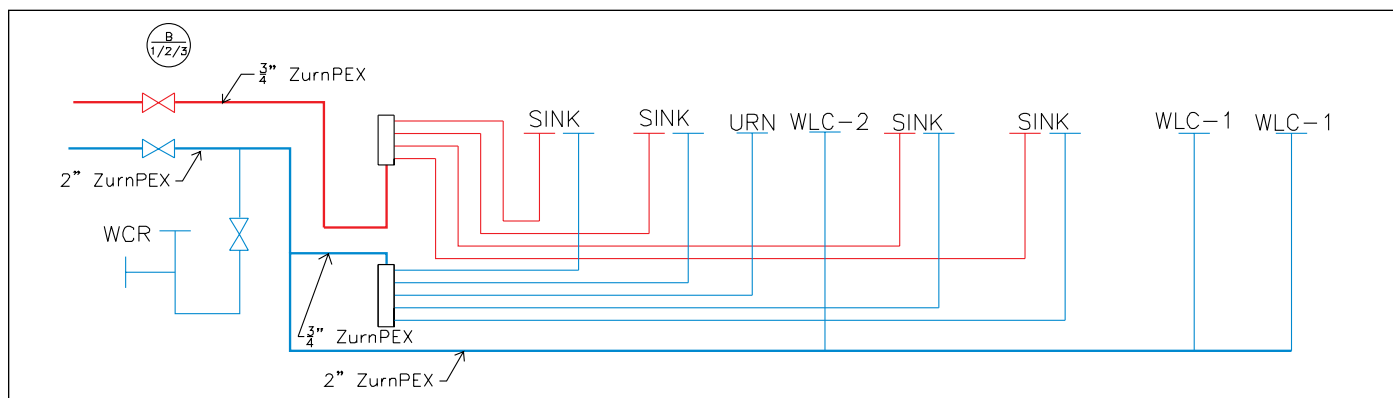 B
1/2/3
3/4" ZurnPEX
SINK SINK URN WLC-2 SINK SINK WLC-1 WLC-1
2" ZurnPEX
WCR
3/4" ZurnPEX
2" ZurnPEX